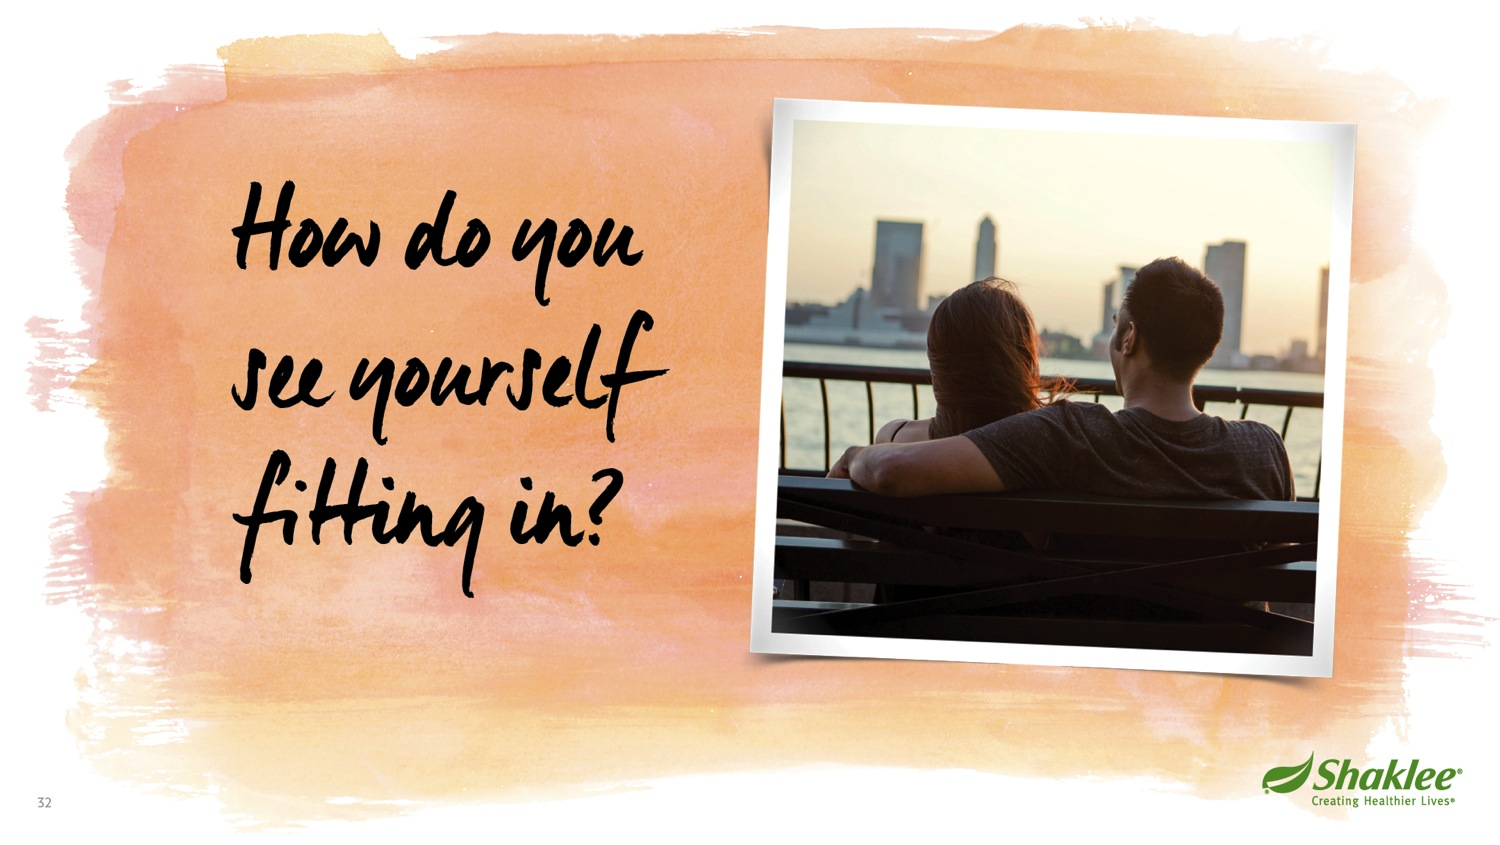 How do you
see yourself
fitting in?
Shaklee®
Creating Healthier Lives®
32